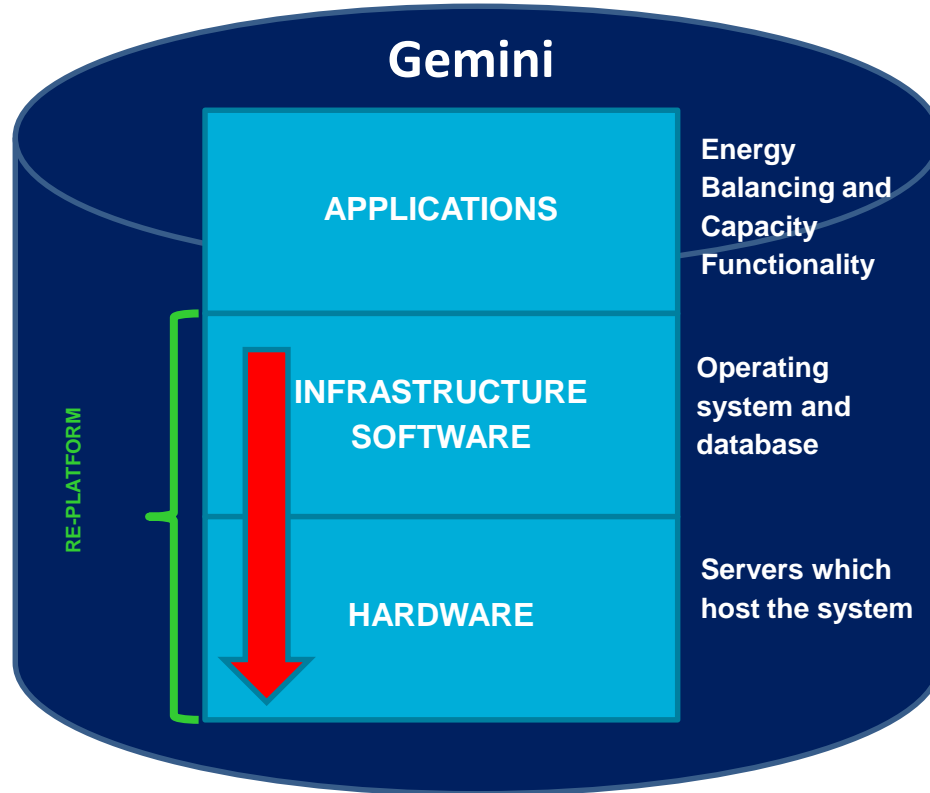 Gemini
APPLICATIONS
Energy
Balancing and
Capacity
Functionality
RE-PLATFORM
INFRASTRUCTURE
SOFTWARE
Operating
system and
database
HARDWARE
Servers which
host the system